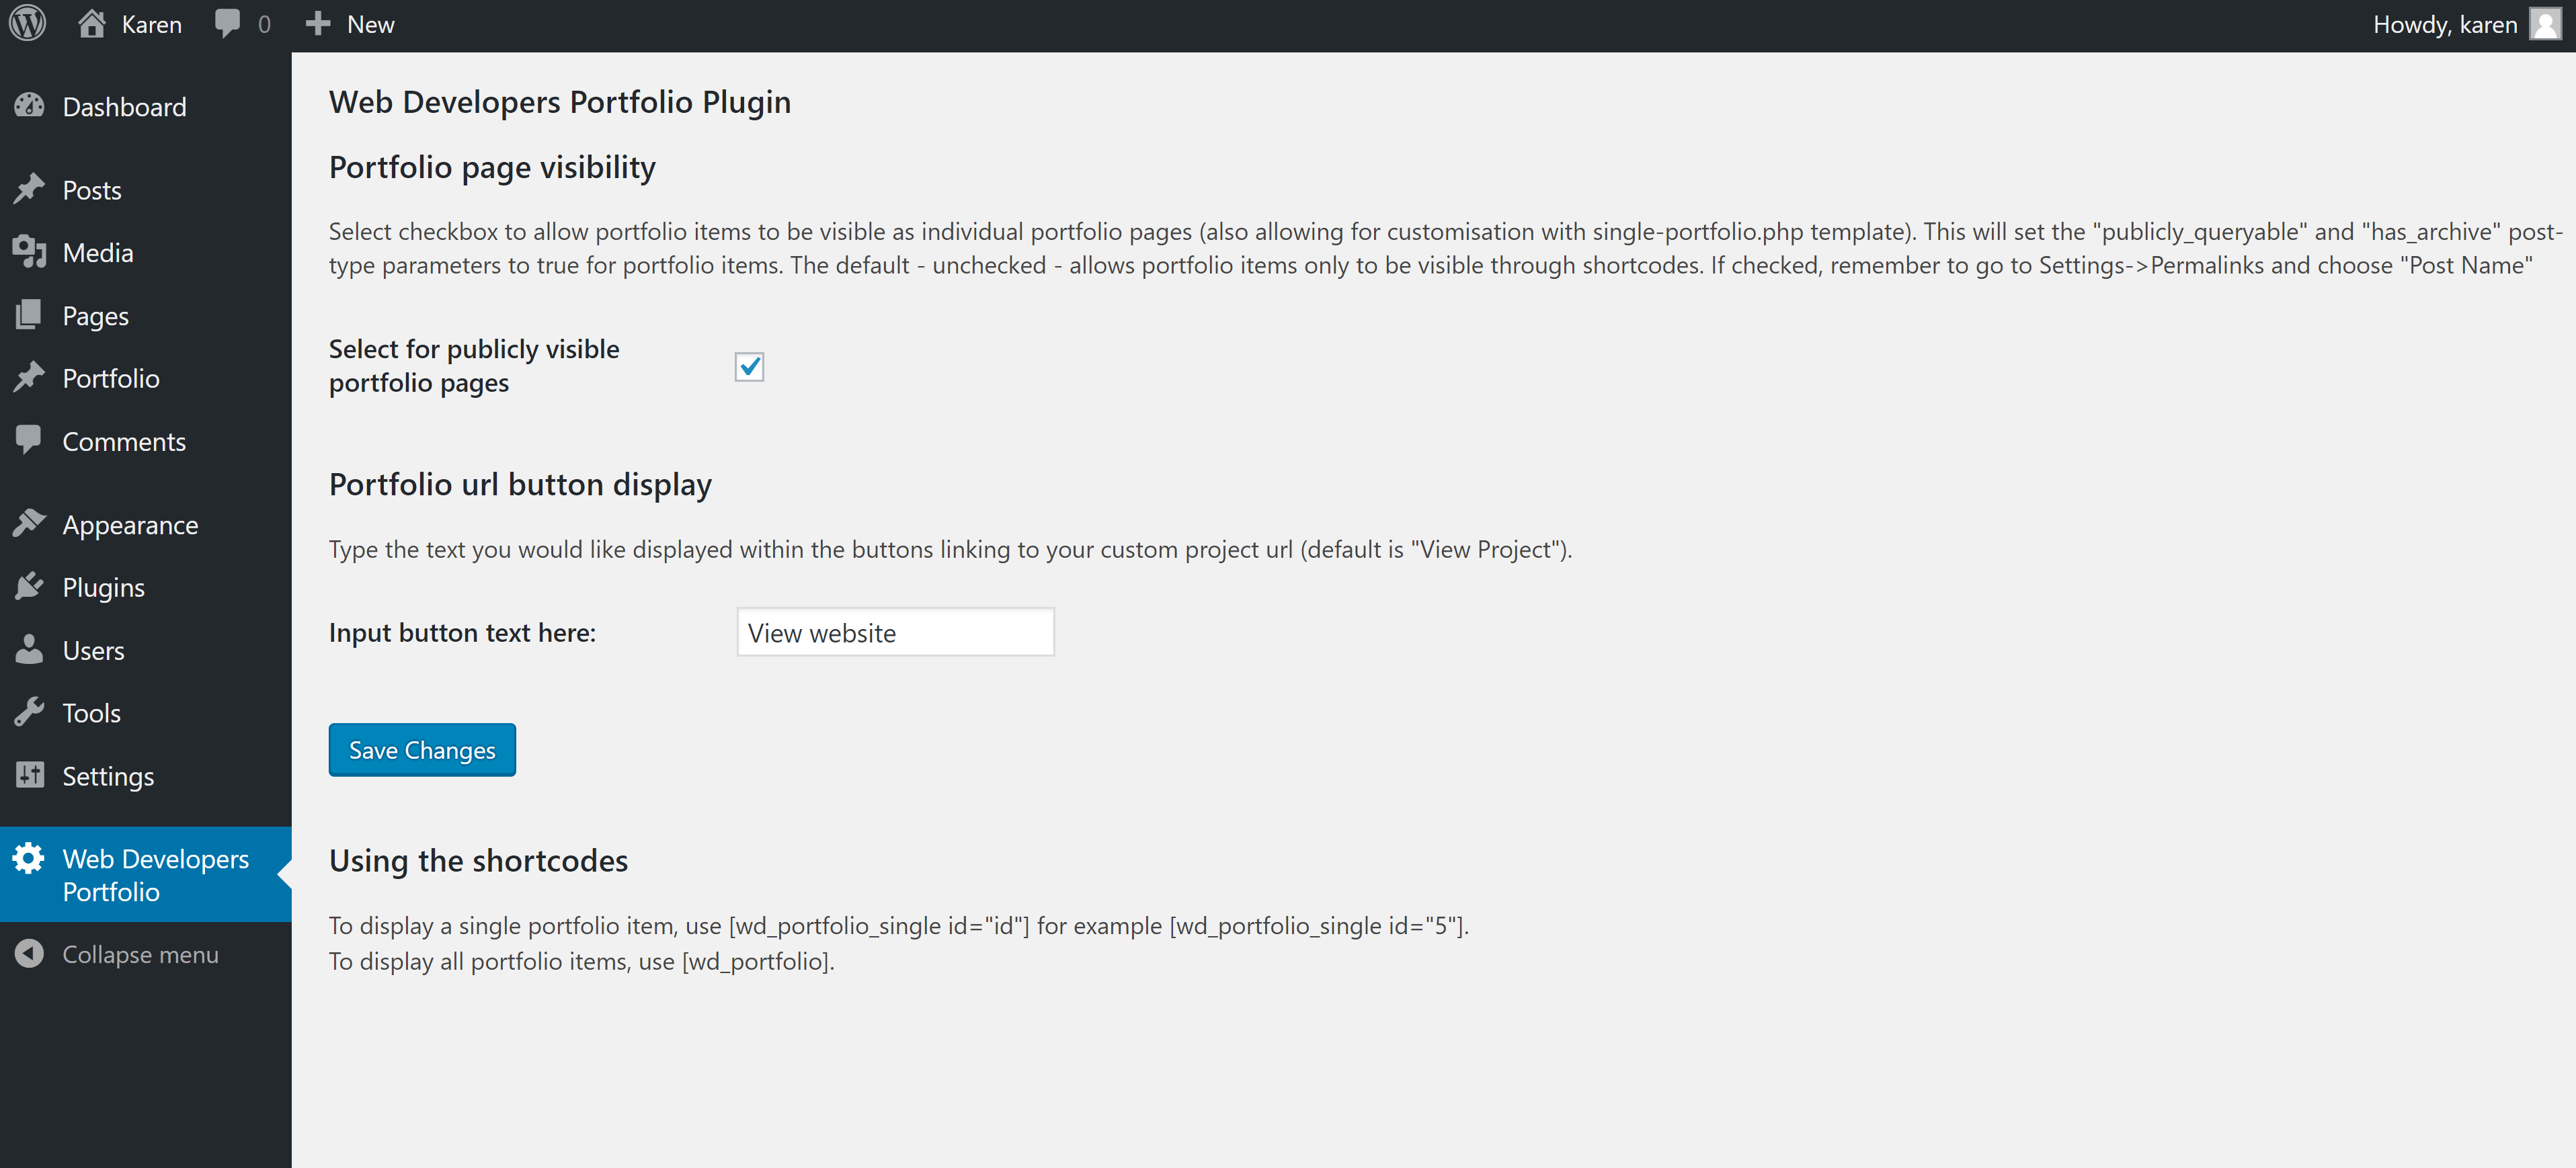 Karen 0 New Howdy, karen
Dashboard
Posts
Media
Pages
Portfolio
Comments
Appearance
Plugins
Users
Tools
Settings
Web Developers
Portfolio
Collapse menu
Web Developers Portfolio Plugin
Portfolio page visibility
Select checkbox to allow portfolio items to be visible as individual portfolio pages (also allowing for customisation with single-portfolio.php template). This will set the "publicly_queryable" and "has_archive" post-
type parameters to true for portfolio items. The default - unchecked - allows portfolio items only to be visible through shortcodes. If checked, remember to go to Settings->Permalinks and choose "Post Name"
Select for publicly visible
portfolio pages
Portfolio url button display
Type the text you would like displayed within the buttons linking to your custom project url (default is "View Project").
Input button text here: View website
Save Changes
Using the shortcodes
To display a single portfolio item, use [wd_portfolio_single id="id"] for example [wd_portfolio_single id="5"].
To display all portfolio items, use [wd_portfolio].